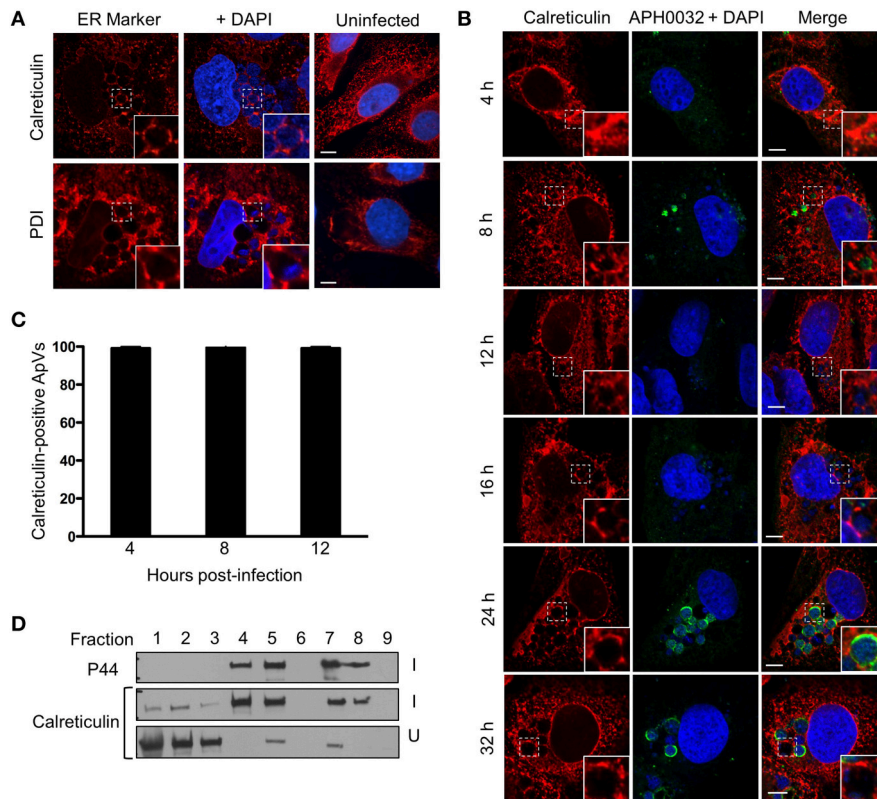 A
ER Marker
+ DAPI
Uninfected
Calreticulin
PDI
B
Calreticulin
APH0032 + DAPI
Merge
4 h
8 h
12 h
16 h
24 h
32 h
C
Calreticulin-positive ApVs
100
80
60
40
20
0
4
8
12
Hours post-infection
D
Fraction
1 2 3 4 5 6 7 8 9
P44
I
Calreticulin
I
U